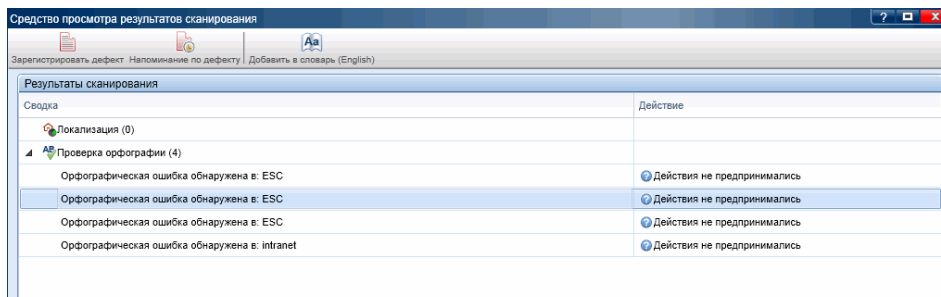 Средство просмотра результатов сканирования
Aa
Зарегистрировать дефект Напоминание по дефекту Добавить в словарь (English)
Результаты сканирования
Сводка Действие
Локализация (0)
Проверка орфографии (4)
Орфографическая ошибка обнаружена в: ESC Действия не предпринимались
Орфографическая ошибка обнаружена в: ESC Действия не предпринимались
Орфографическая ошибка обнаружена в: ESC Действия не предпринимались
Орфографическая ошибка обнаружена в: intranet Действия не предпринимались